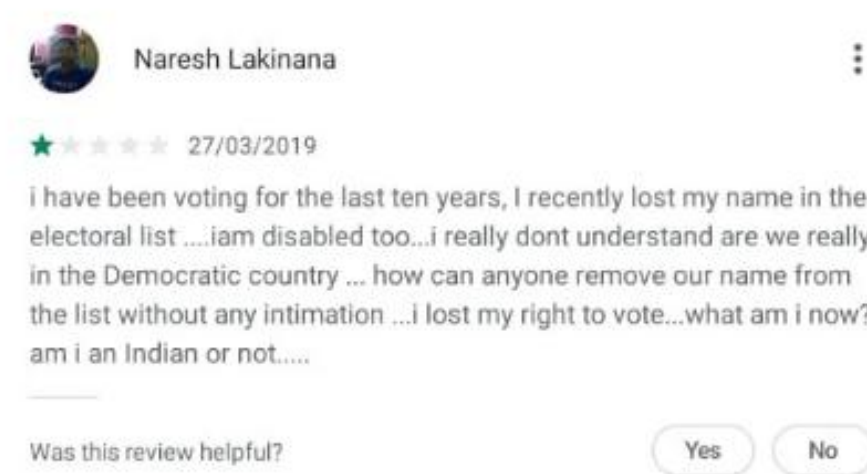 Naresh Lakinana
27/03/2019
i have been voting for the last ten years, I recently lost my name in the
electoral list ....iam disabled too...i really dont understand are we really
in the Democratic country ... how can anyone remove our name from
the list without any intimation ...i lost my right to vote...what am i now?
am i an Indian or not.....
Was this review helpful?
Yes
No